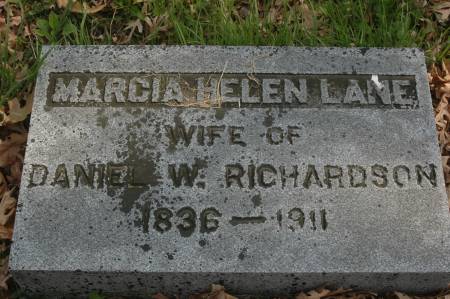 MARCIA HELEN LANE
WIFE OF
DANIEL W. RICHARDSON
1836 — 1911